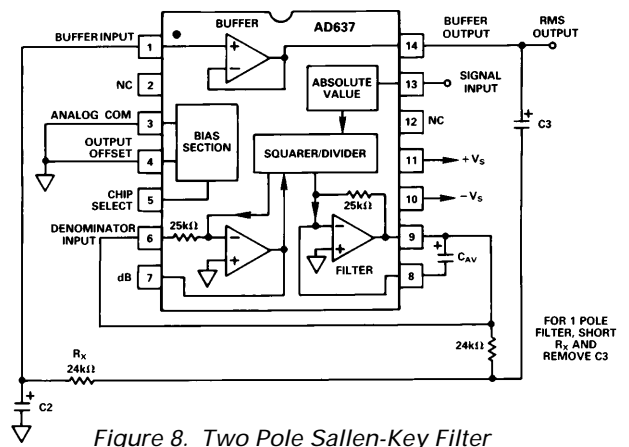 BUFFER
AD637
BUFFER
OUTPUT
RMS
OUTPUT
BUFFER INPUT
1
14
NC
2
ABSOLUTE
VALUE
13
SIGNAL
INPUT
ANALOG COM
3
BIAS
SECTION
12
NC
C3
OUTPUT
OFFSET
4
SQUARER/DIVIDER
11
+VS
CHIP
SELECT
5
25kΩ
10
−VS
DENOMINATOR
INPUT
6
25kΩ
9
CAV
FILTER
dB
7
8
24kΩ
FOR 1 POLE
FILTER, SHORT
RX AND
REMOVE C3
RX
24kΩ
C2
Figure 8. Two Pole Sallen-Key Filter